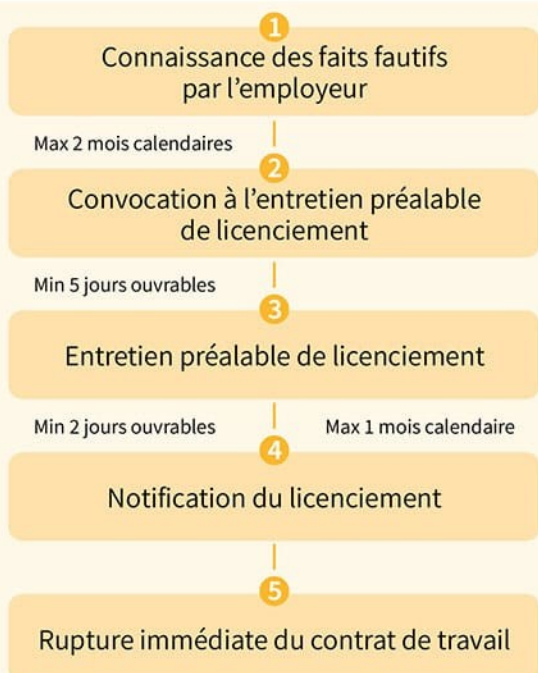 1
Connaissance des faits fautifs
par l’employeur
Max 2 mois calendaires
2
Convocation à l’entretien préalable
de licenciement
Min 5 jours ouvrables
3
Entretien préalable de licenciement
Min 2 jours ouvrables Max 1 mois calendaire
4
Notification du licenciement
5
Rupture immédiate du contrat de travail